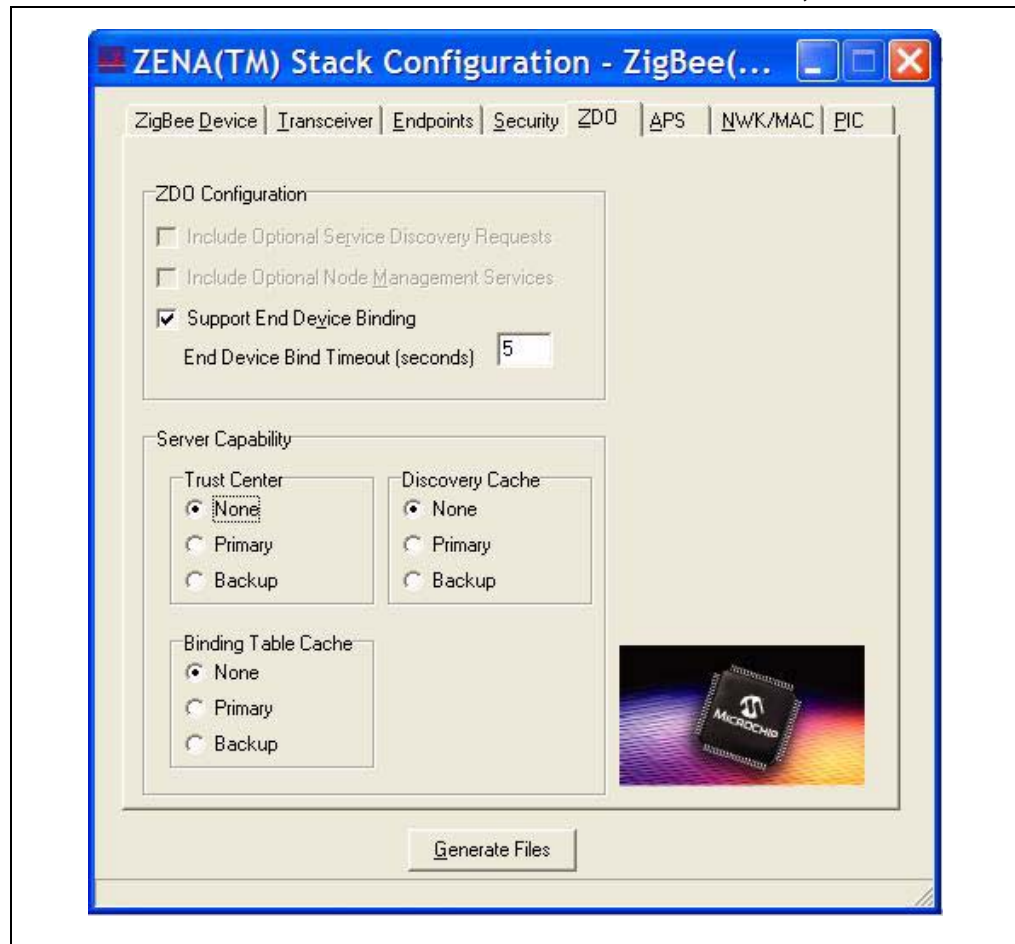 ZENA(TM) Stack Configuration - ZigBee(...
ZigBee Device Transceiver Endpoints Security ZDO APS NWK/MAC PIC
ZDO Configuration
Include Optional Service Discovery Requests
Include Optional Node Management Services
Support End Device Binding
End Device Bind Timeout (seconds) 5
Server Capability
Trust Center
None
Primary
Backup
Discovery Cache
None
Primary
Backup
Binding Table Cache
None
Primary
Backup
MICROCHIP
Generate Files